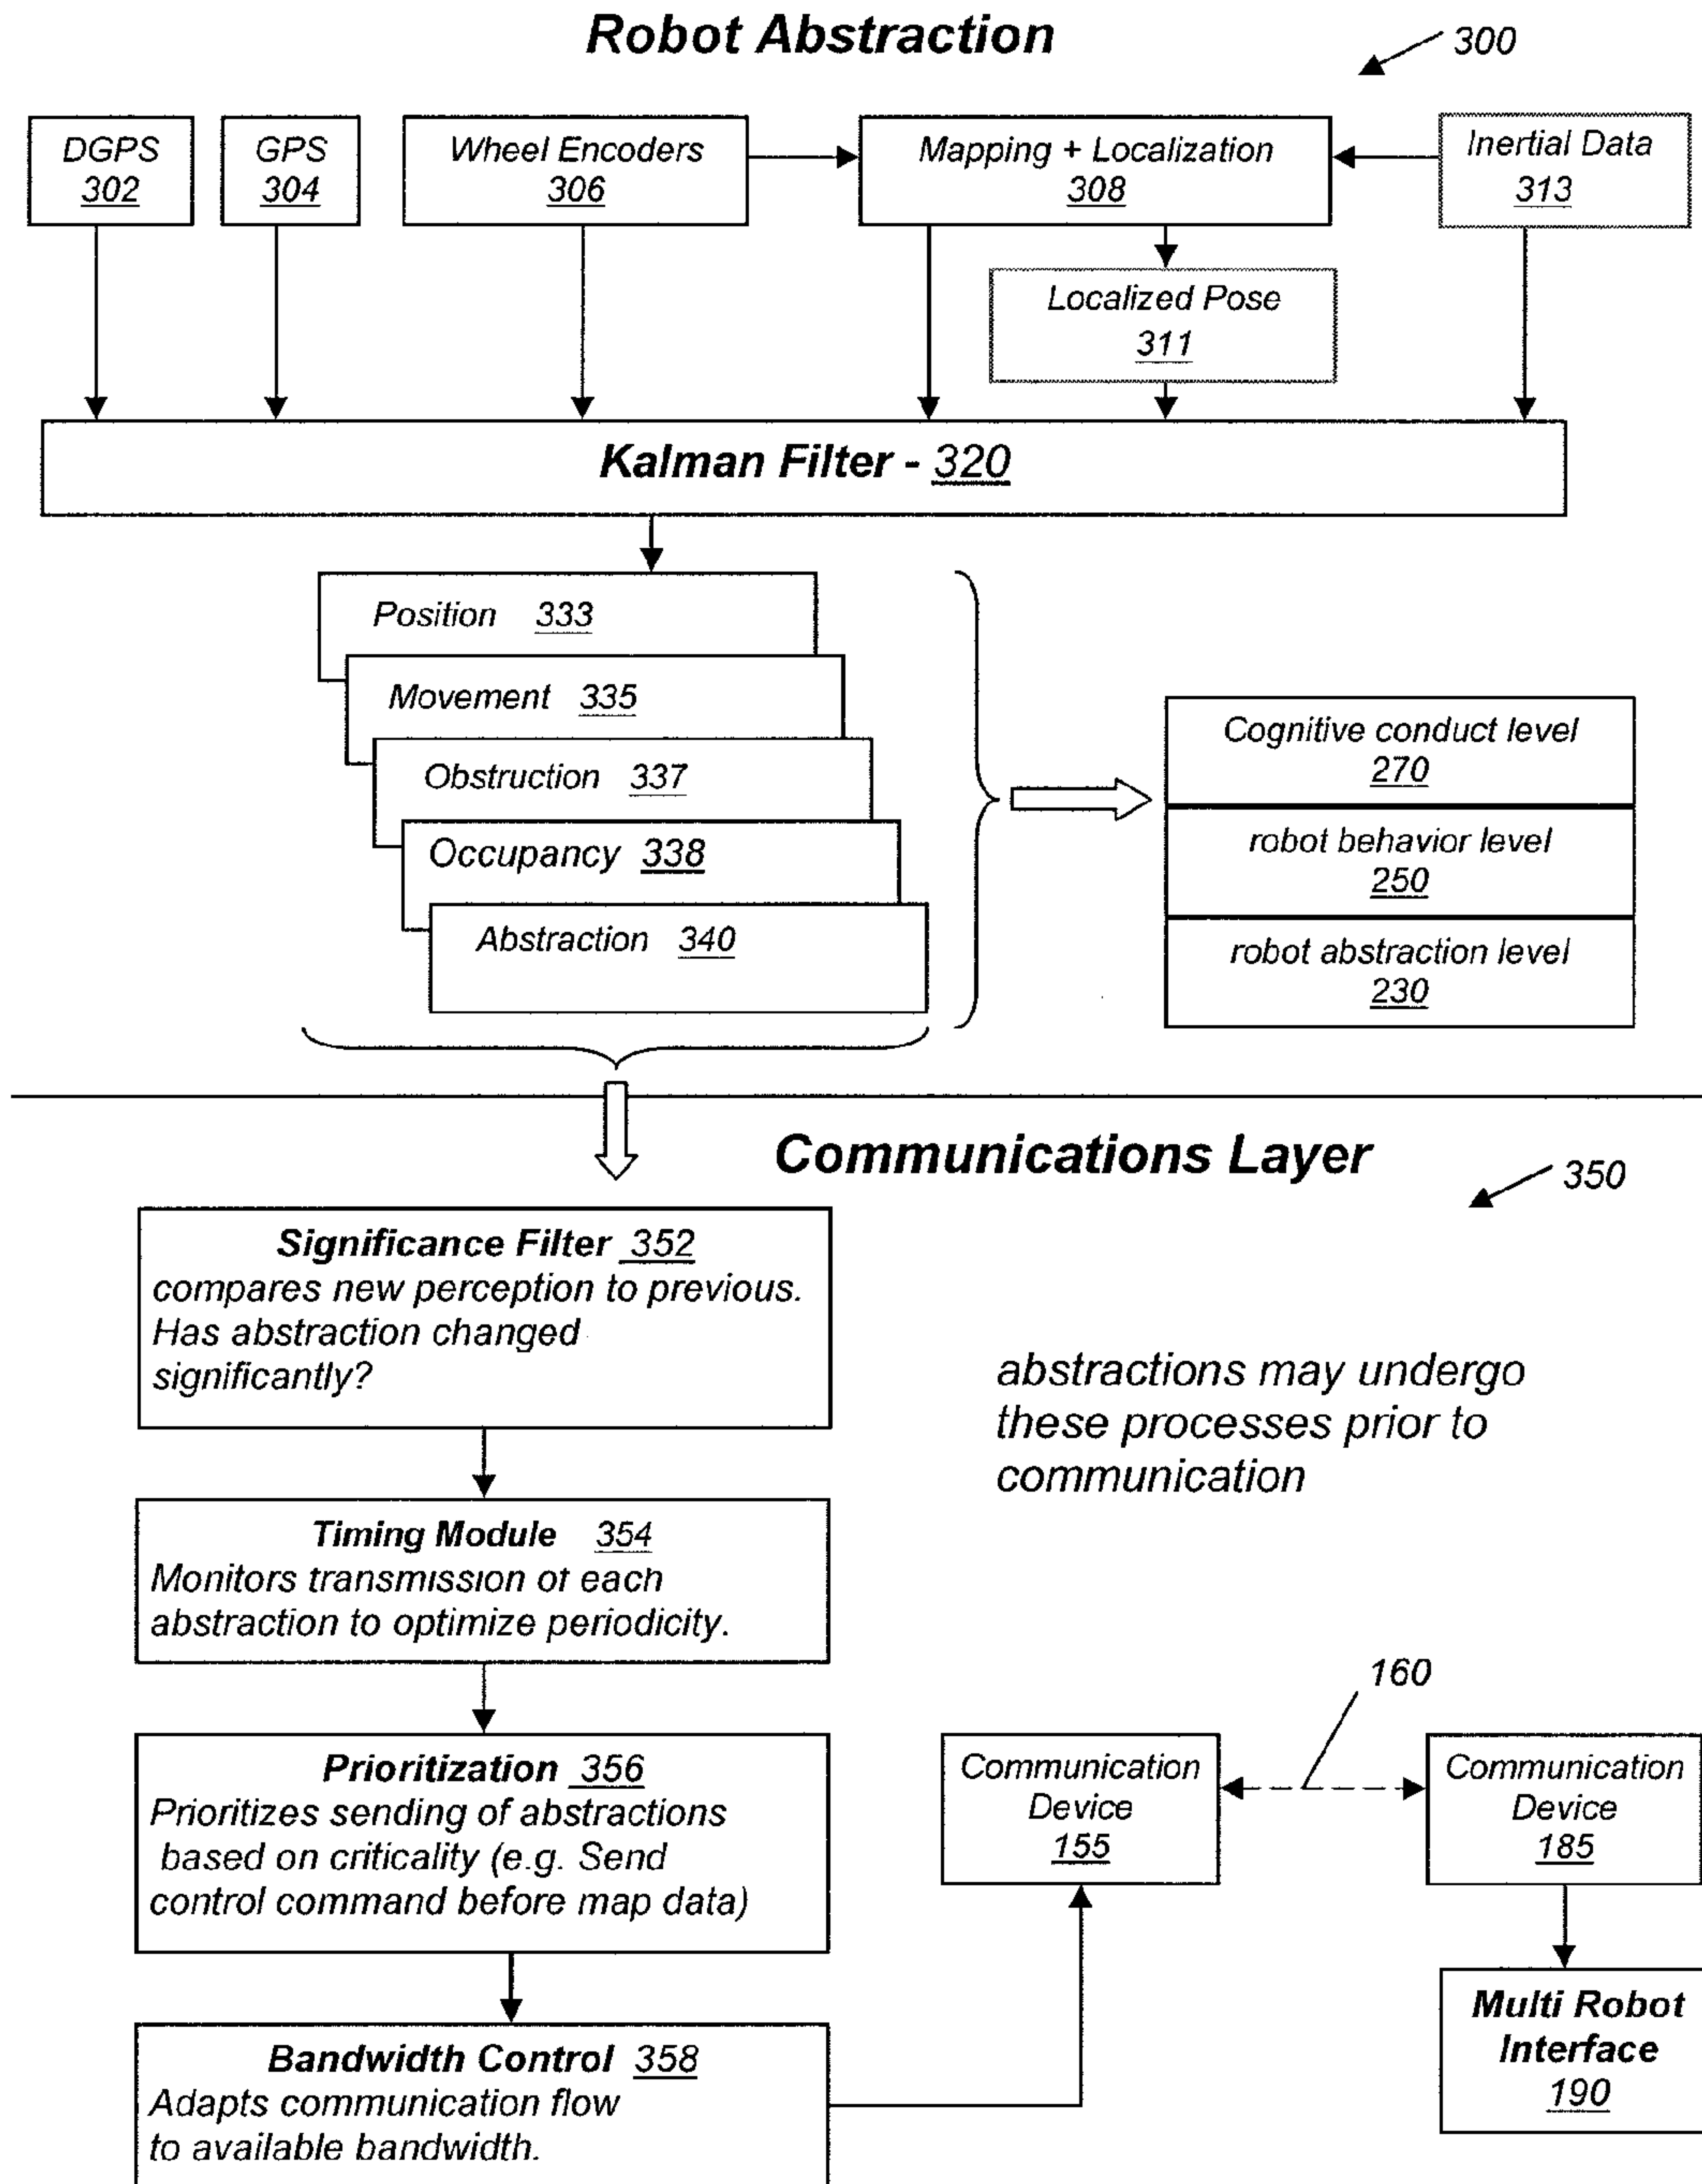 Robot Abstraction
300
DGPS
302
GPS
304
Wheel Encoders
306
Mapping + Localization
308
Inertial Data
313
Localized Pose
311
Kalman Filter - 320
Position 333
Movement 335
Obstruction 337
Occupancy 338
Abstraction 340
Cognitive conduct level
270
robot behavior level
250
robot abstraction level
230
Communications Layer
350
Significance Filter 352
compares new perception to previous.
Has abstraction changed
significantly?
abstractions may undergo
these processes prior to
communication
Timing Module 354
Monitors transmission of each
abstraction to optimize periodicity.
160
Prioritization 356
Prioritizes sending of abstractions
based on criticality (e.g. Send
control command before map data)
Communication
Device
155
Communication
Device
185
Bandwidth Control 358
Adapts communication flow
to available bandwidth.
Multi Robot
Interface
190